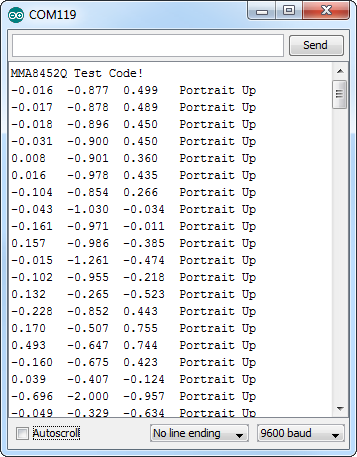 COM119
Send
MMA8452Q Test Code!
-0.016 -0.877 0.499 Portrait Up
-0.017 -0.878 0.489 Portrait Up
-0.018 -0.896 0.450 Portrait Up
-0.031 -0.900 0.450 Portrait Up
0.008 -0.901 0.360 Portrait Up
0.016 -0.978 0.435 Portrait Up
-0.104 -0.854 0.266 Portrait Up
-0.043 -1.030 -0.034 Portrait Up
-0.161 -0.971 -0.011 Portrait Up
0.157 -0.986 -0.385 Portrait Up
-0.015 -1.261 -0.474 Portrait Up
-0.102 -0.955 -0.218 Portrait Up
0.132 -0.265 -0.523 Portrait Up
-0.228 -0.852 0.443 Portrait Up
0.170 -0.507 0.755 Portrait Up
0.493 -0.647 0.744 Portrait Up
-0.160 -0.675 0.423 Portrait Up
0.039 -0.407 -0.124 Portrait Up
-0.696 -2.000 -0.957 Portrait Up
-0.049 -0.329 -0.634 Portrait Up
Autoscroll No line ending 9600 baud